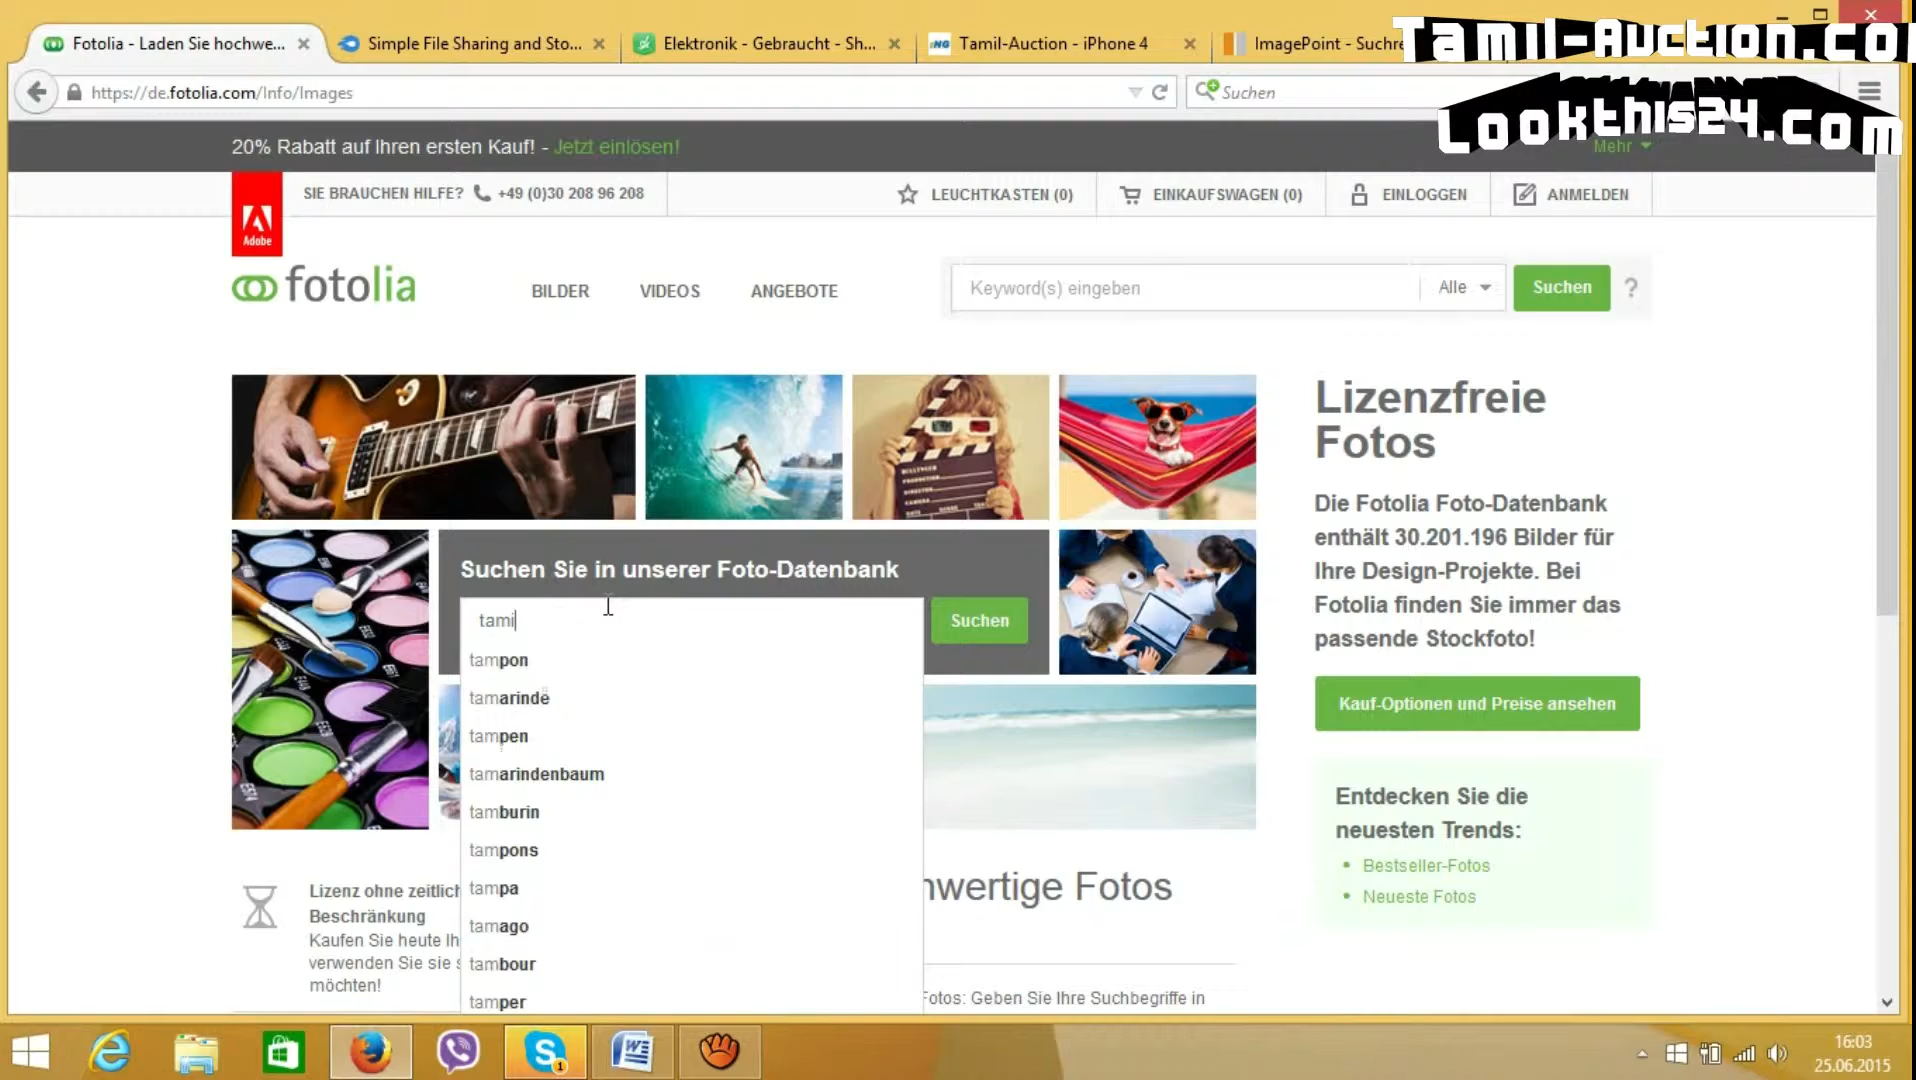 Fotolia - Laden Sie hochwe...
Simple File Sharing and Sto...
Elektronik - Gebraucht - Sh...
Tamil-Auction - iPhone 4
ImagePoint - Suchre
Tamil-Auction.co
https://de.fotolia.com/Info/Images
Suchen
Lookthis24.com
20% Rabatt auf Ihren ersten Kauf! - Jetzt einlösen!
Mehr
Adobe
SIE BRAUCHEN HILFE? +49 (0)30 208 96 208
LEUCHTKASTEN (0)
EINKAUFSWAGEN (0)
EINLOGGEN
ANMELDEN
fotolia
BILDER
VIDEOS
ANGEBOTE
Keyword(s) eingeben
Alle
Suchen
?
Lizenzfreie
Fotos
Die Fotolia Foto-Datenbank
enthält 30.201.196 Bilder für
Ihre Design-Projekte. Bei
Fotolia finden Sie immer das
passende Stockfoto!
Kauf-Optionen und Preise ansehen
Entdecken Sie die
neuesten Trends:
Bestseller-Fotos
Neueste Fotos
Suchen Sie in unserer Foto-Datenbank
tami
Suchen
tampon
tamarinde
tampen
tamarindenbaum
tamburin
tampons
tampa
tamago
tambour
tamper
Lizenz ohne zeitlich
Beschränkung
Kaufen Sie heute Ih
verwenden Sie sie s
möchten!
wertige Fotos
Fotos: Geben Sie Ihre Suchbegriffe in
16:03
25.06.2015